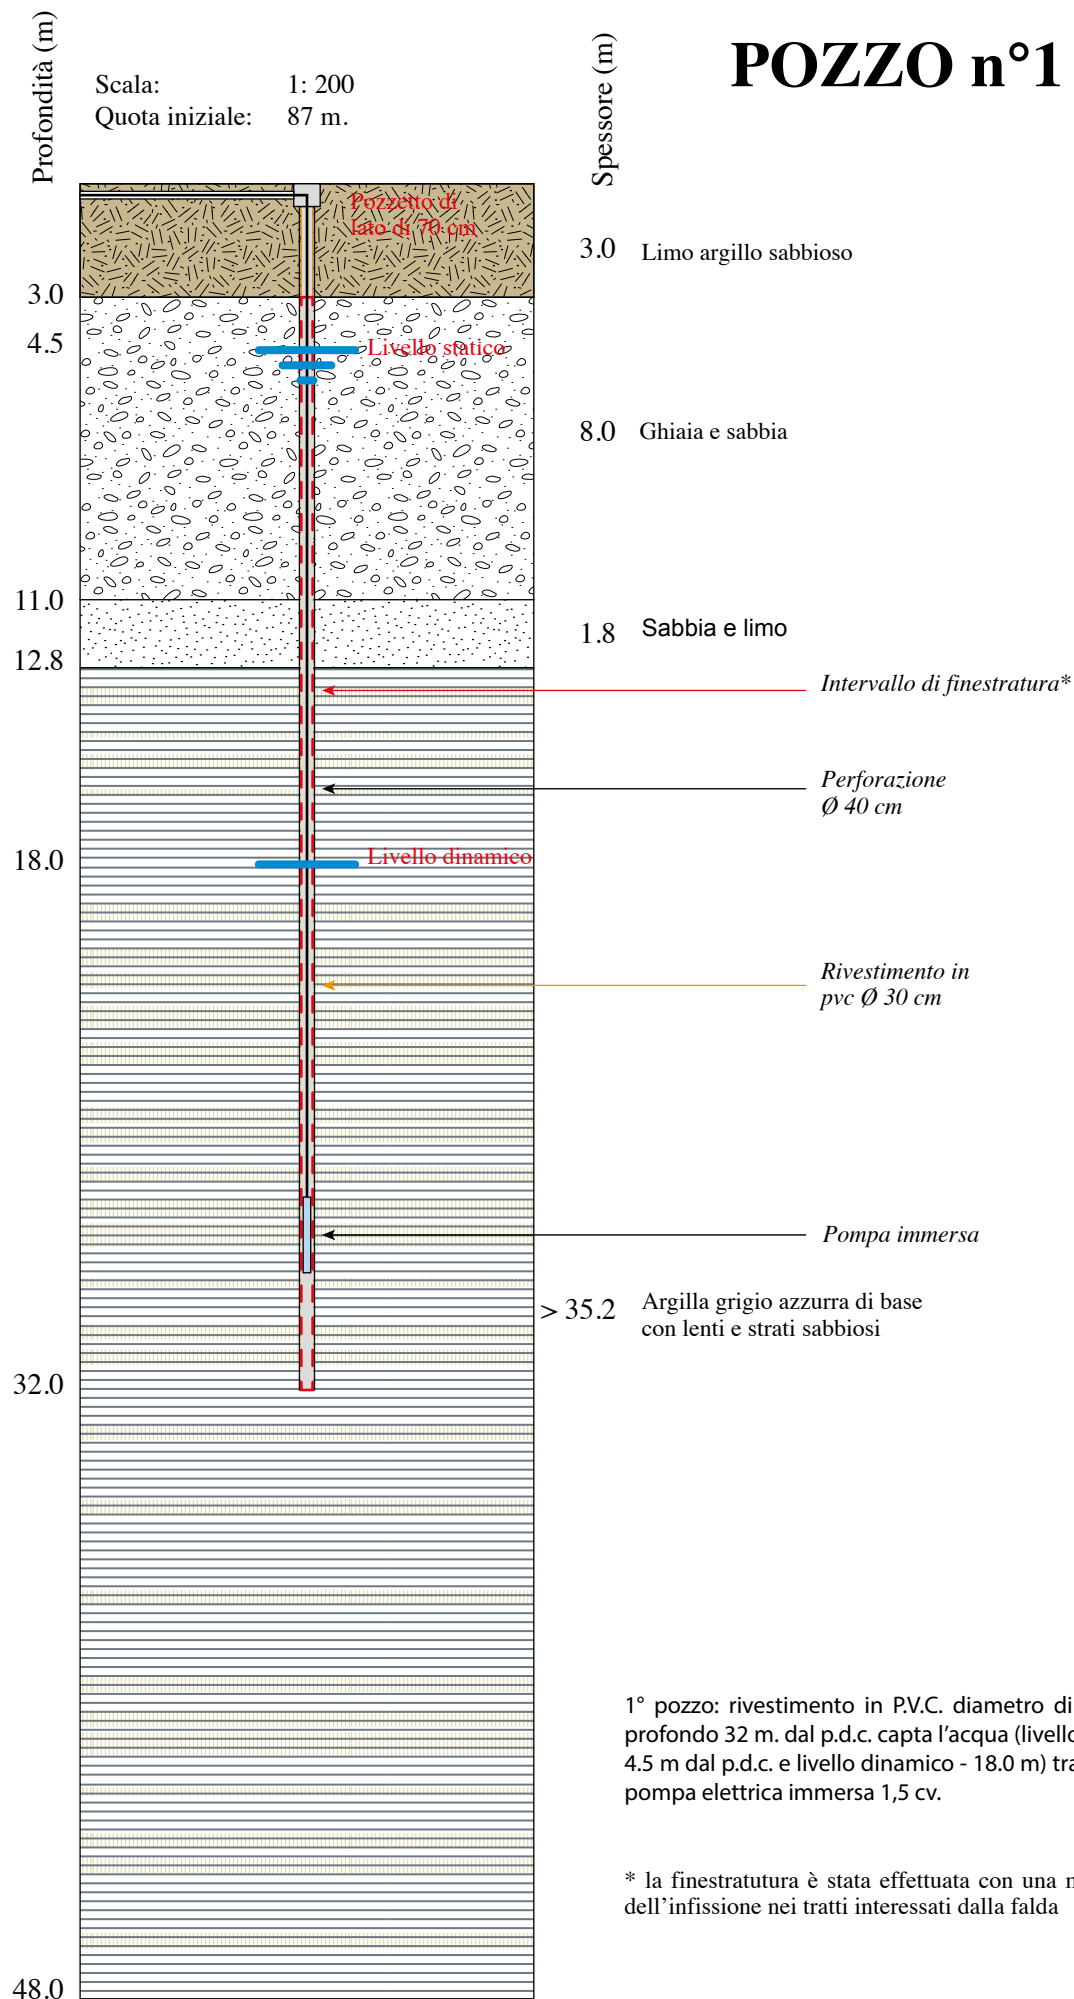 POZZO n°1
Profondità (m)
Scala: 1: 200
Quota iniziale: 87 m.
Spessore (m)
Pozzetto di
lato di 70 cm
3.0 Limo argillo sabbioso
3.0
4.5
Livello statico
8.0 Ghiaia e sabbia
11.0
1.8 Sabbia e limo
12.8
Intervallo di finestratura*
Perforazione
Ø 40 cm
18.0
Livello dinamico
Rivestimento in
pvc Ø 30 cm
Pompa immersa
> 35.2 Argilla grigio azzurra di base
con lenti e strati sabbiosi
32.0
1° pozzo: rivestimento in P.V.C. diametro di
profondo 32 m. dal p.d.c. capta l'acqua (livello
4.5 m dal p.d.c. e livello dinamico - 18.0 m) tra
pompa elettrica immersa 1,5 cv.
* la finestratutura è stata effettuata con una
dell'infissione nei tratti interessati dalla falda
48.0